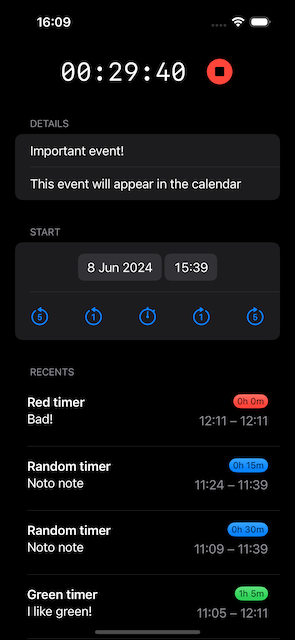 16:09
00:29:40
DETAILS
Important event!
This event will appear in the calendar
START
8 Jun 2024 15:39
5 1 1 5
RECENTS
Red timer 0h 0m
Bad! 12:11 – 12:11
Random timer 0h 15m
Noto note 11:24 – 11:39
Random timer 0h 30m
Noto note 11:09 – 11:39
Green timer 1h 5m
I like green! 11:05 – 12:11